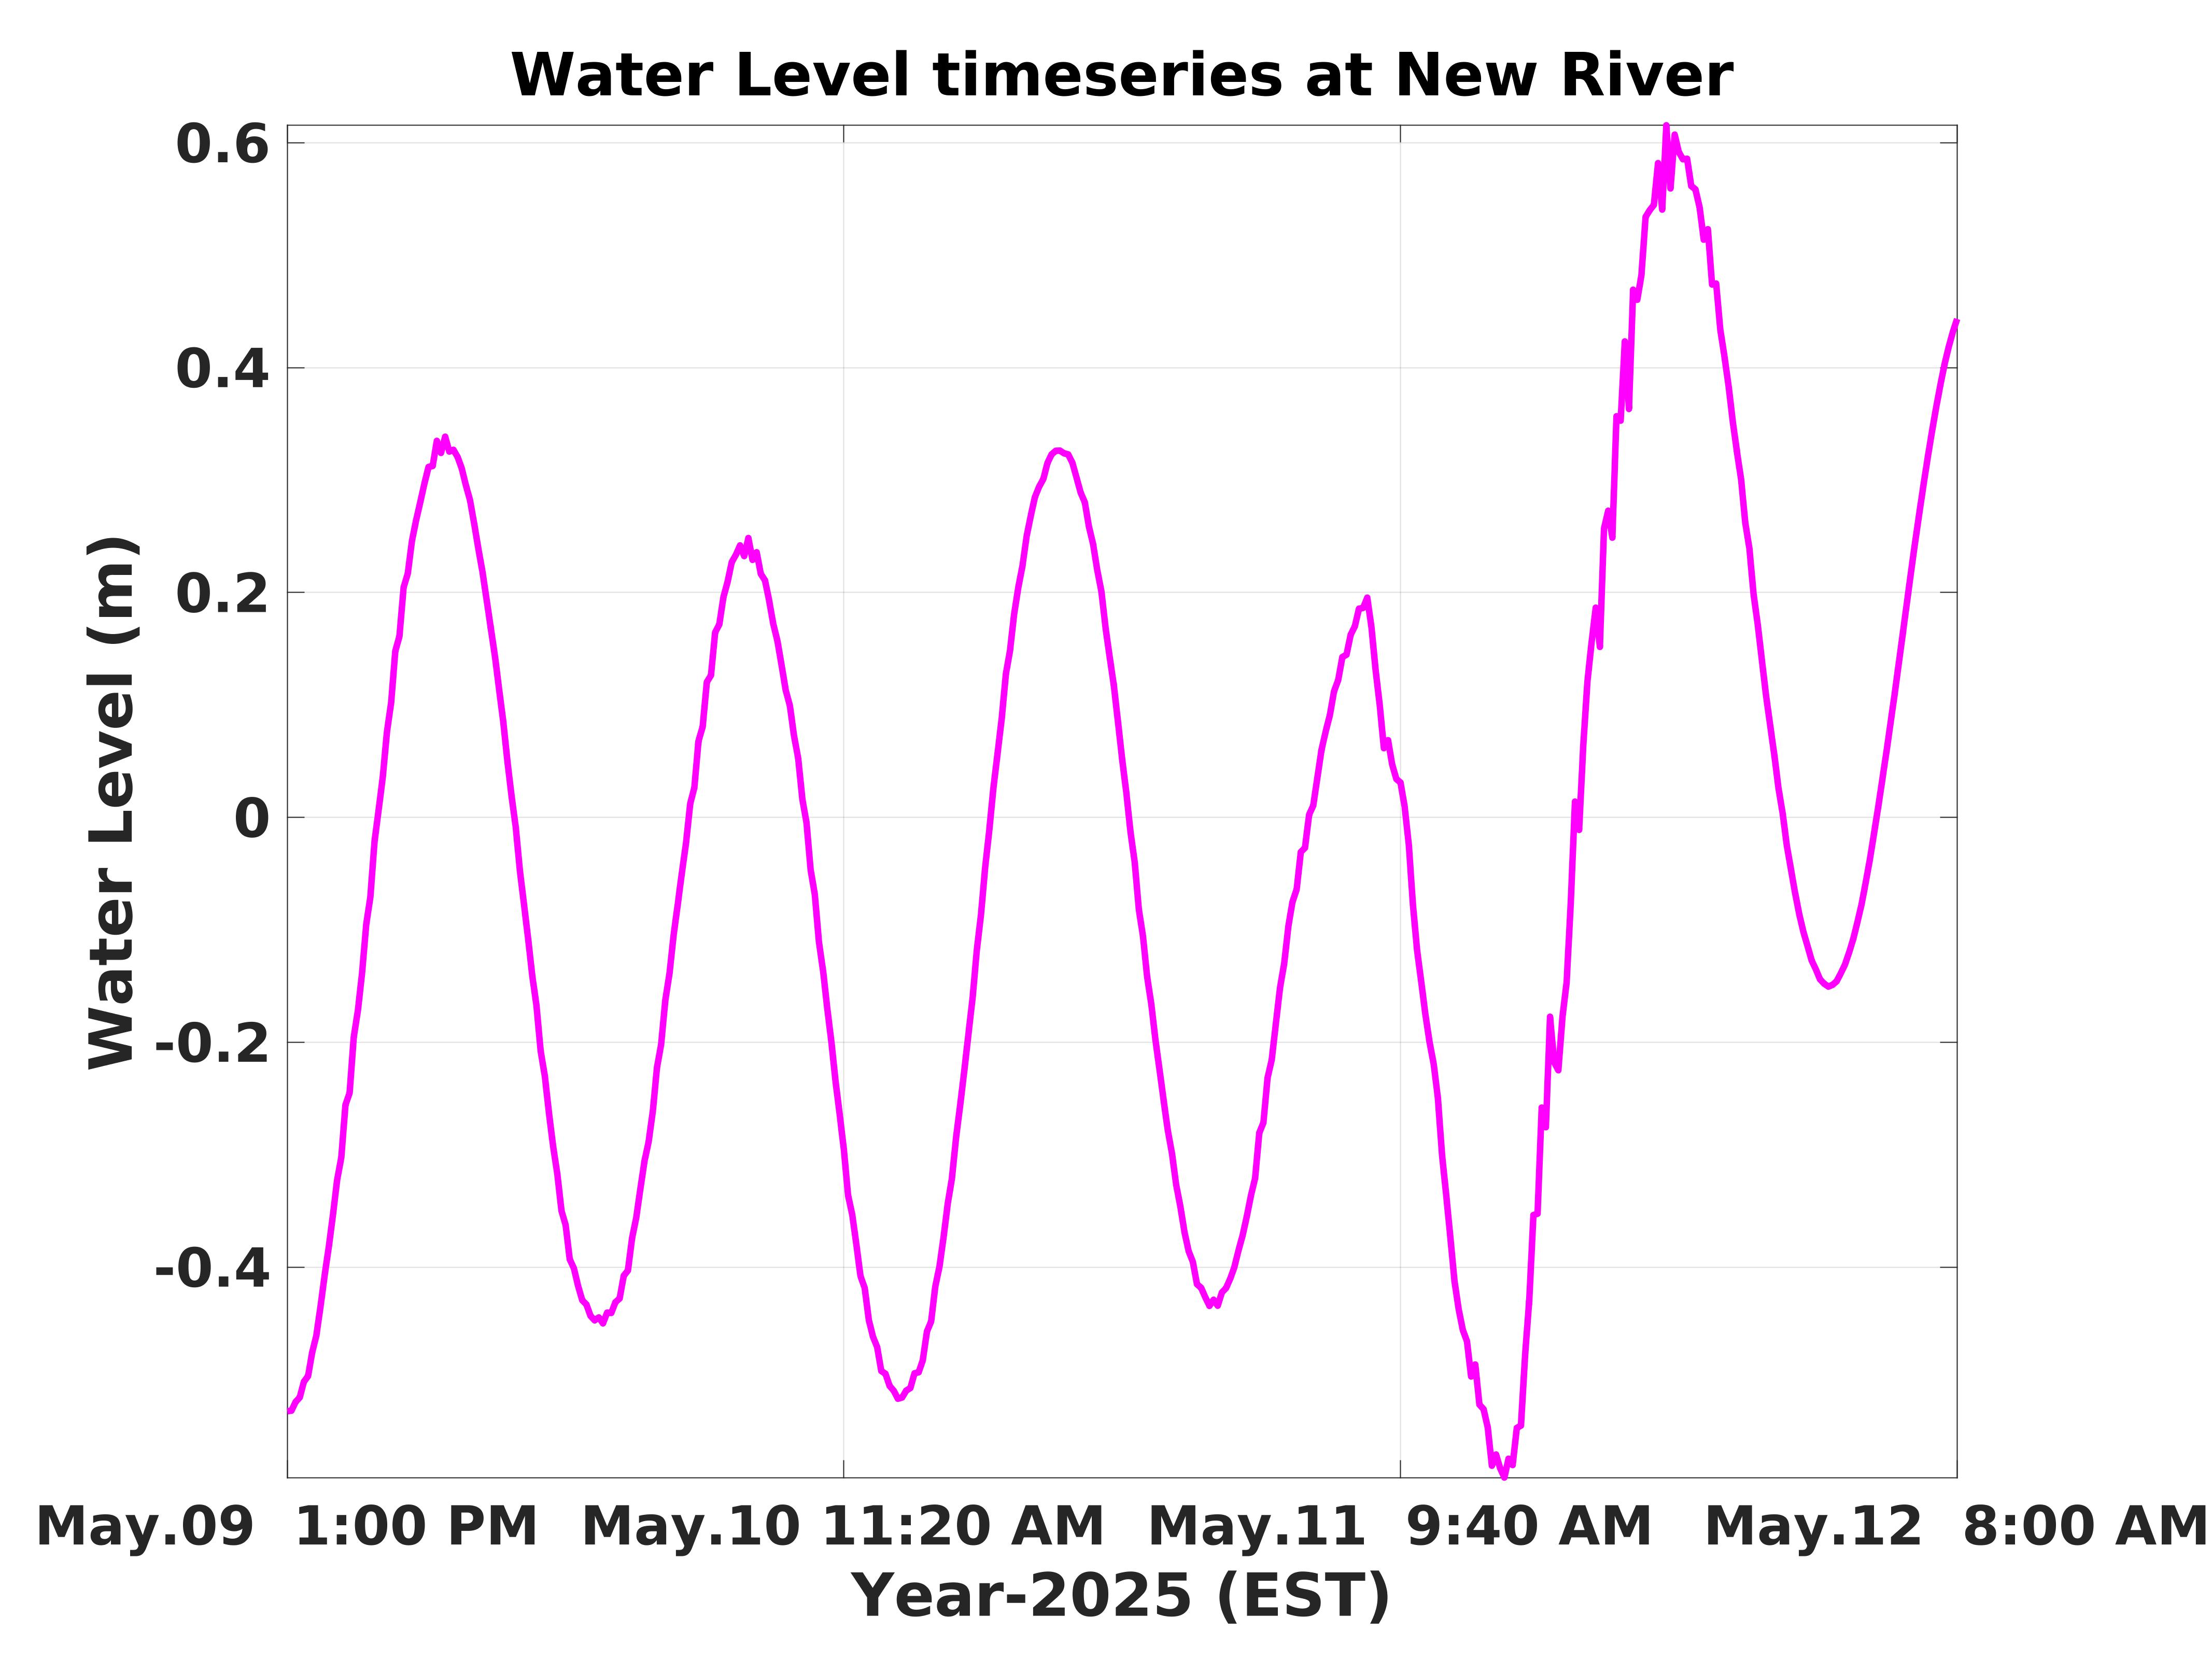 Water Level timeseries at New River
0.6
0.4
0.2
0
-0.2
-0.4
Water Level (m)
May.09 1:00 PM May.10 11:20 AM May.11 9:40 AM May.12 8:00 AM
Year-2025 (EST)